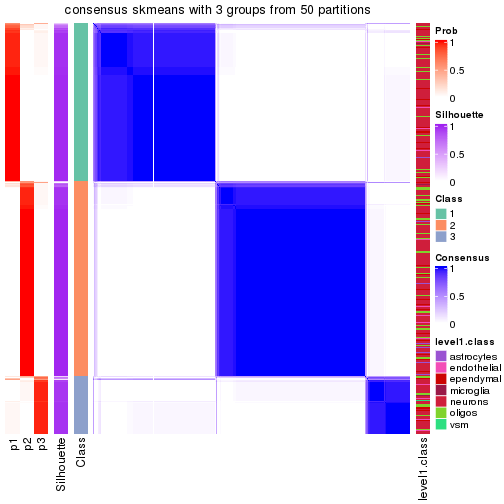 consensus skmeans with 3 groups from 50 partitions
Prob
1
0.5
0
Silhouette
1
0.5
0
Class
1
2
3
Consensus
1
0.5
0
level1.class
astrocytes
endothelial
ependymal
microglia
neurons
oligos
vsm
p1
p2
p3
Silhouette
Class
level1.class